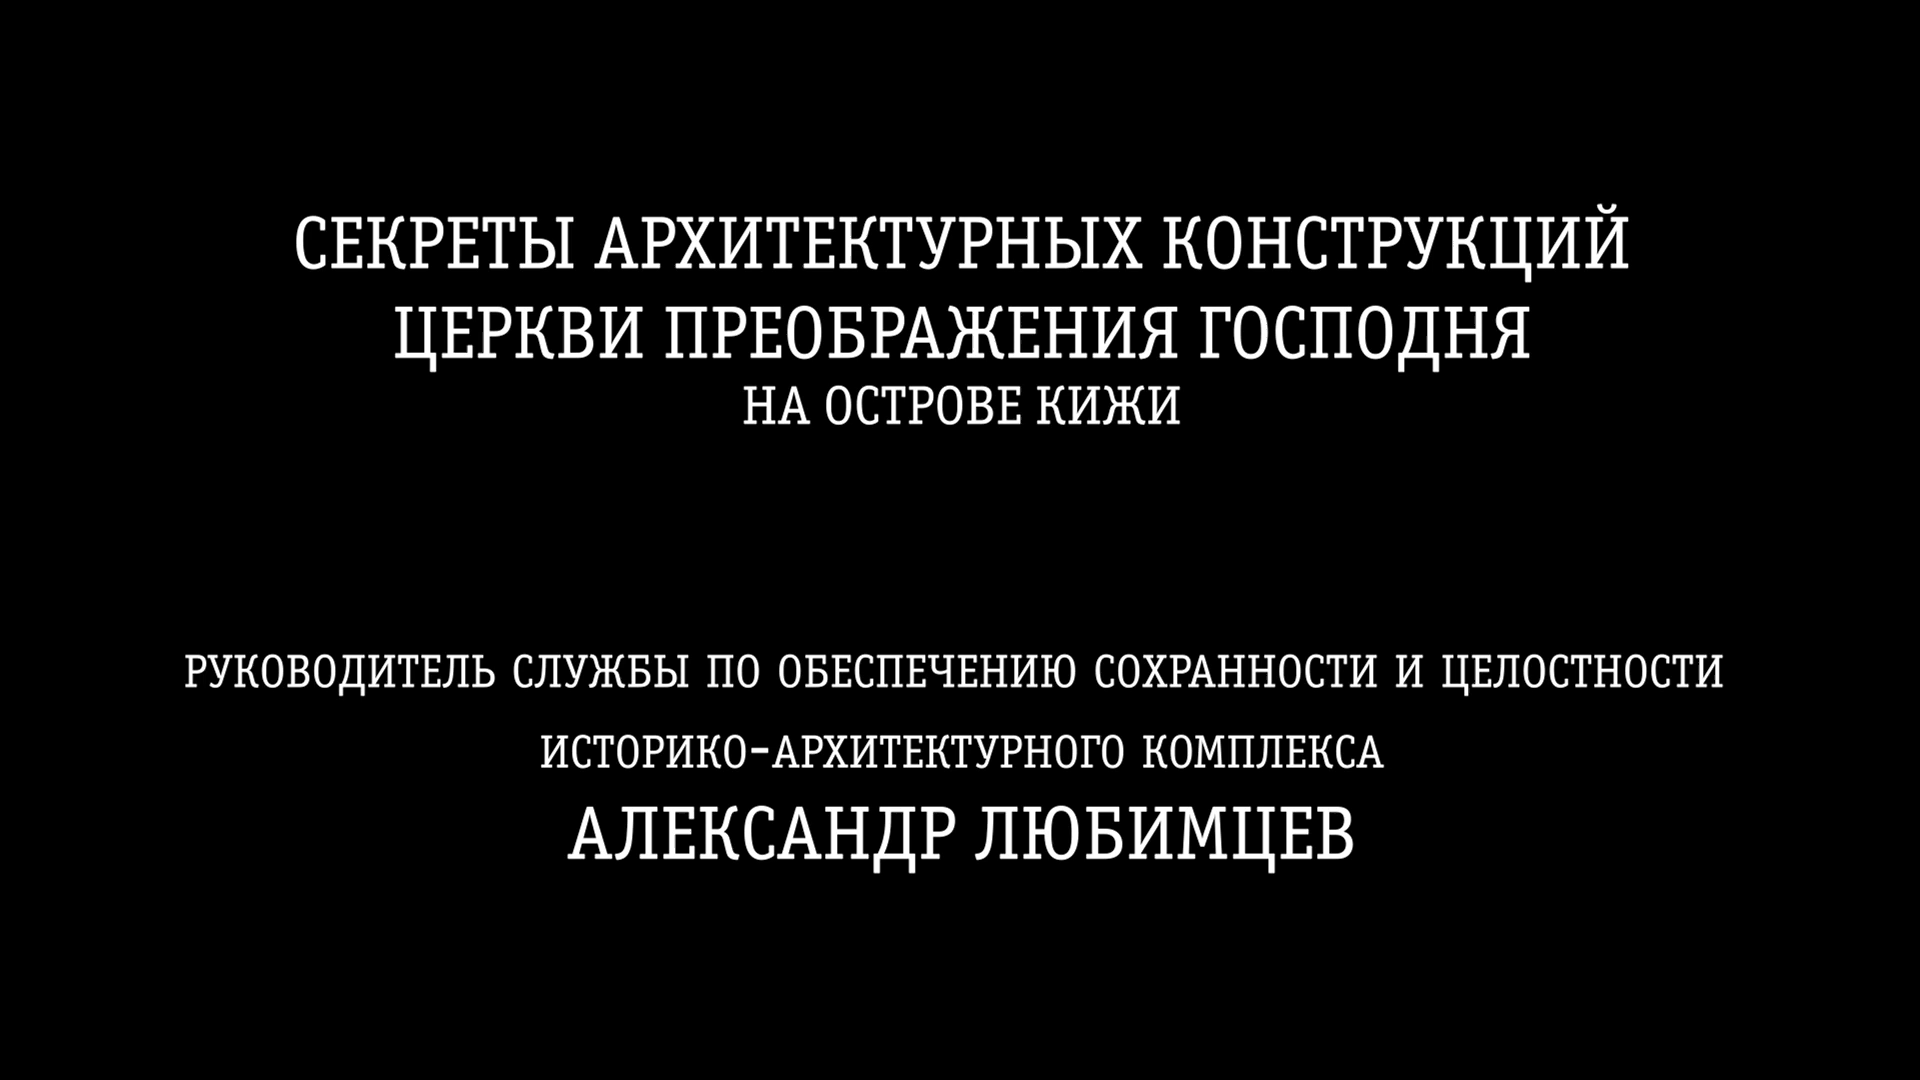 СЕКРЕТЫ АРХИТЕКТУРНЫХ КОНСТРУКЦИЙ
ЦЕРКВИ ПРЕОБРАЖЕНИЯ ГОСПОДНЯ
НА ОСТРОВЕ КИЖИ
РУКОВОДИТЕЛЬ СЛУЖБЫ ПО ОБЕСПЕЧЕНИЮ СОХРАННОСТИ И ЦЕЛОСТНОСТИ
ИСТОРИКО-АРХИТЕКТУРНОГО КОМПЛЕКСА
АЛЕКСАНДР ЛЮБИМЦЕВ